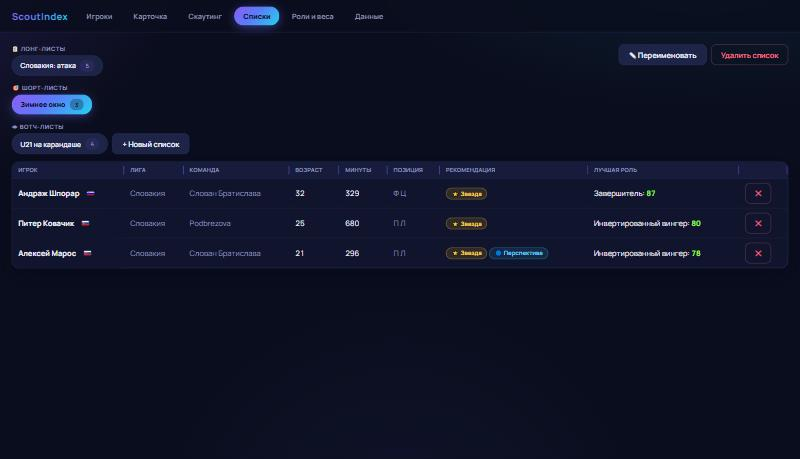 ScoutIndex Игроки Карточка Скаутинг Списки Роли и веса Данные
ЛОНГ-ЛИСТЫ
Словакия: атака 5
Переименовать Удалить список
ШОРТ-ЛИСТЫ
Зимнее окно 3
ВОТЧ-ЛИСТЫ
U21 на карандаше 4 + Новый список
ИГРОК ЛИГА КОМАНДА ВОЗРАСТ МИНУТЫ ПОЗИЦИЯ РЕКОМЕНДАЦИЯ ЛУЧШАЯ РОЛЬ
Андраж Шпорар Словакия Слован Братислава 32 329 ФЦ ★ Звезда Завершитель: 87 ✕
Питер Ковачик Словакия Podbrezova 25 680 ПЛ ★ Звезда Инвертированный вингер: 80 ✕
Алексей Марос Словакия Слован Братислава 21 296 ПЛ ★ Звезда Перспектива Инвертированный вингер: 78 ✕